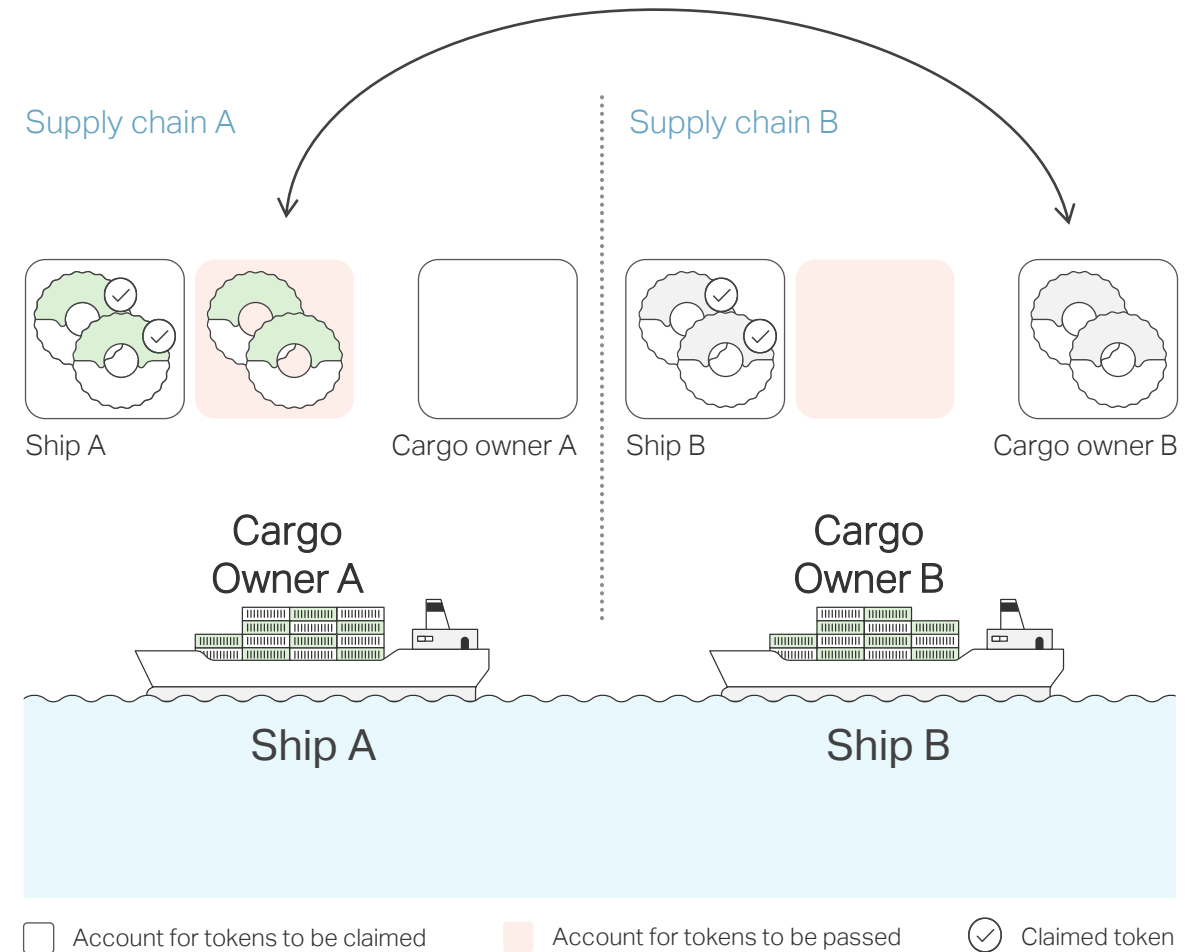 Supply chain A
Supply chain B
Ship A
Cargo owner A
Ship B
Cargo owner B
Cargo
Owner A
Cargo
Owner B
Ship A
Ship B
Account for tokens to be claimed
Account for tokens to be passed
Claimed token